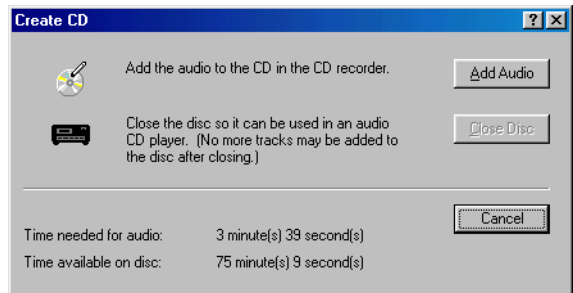 Create CD
Add the audio to the CD in the CD recorder.
Add Audio
Close the disc so it can be used in an audio
CD player. (No more tracks may be added to
the disc after closing.)
Close Disc
Cancel
Time needed for audio: 3 minute(s) 39 second(s)
Time available on disc: 75 minute(s) 9 second(s)